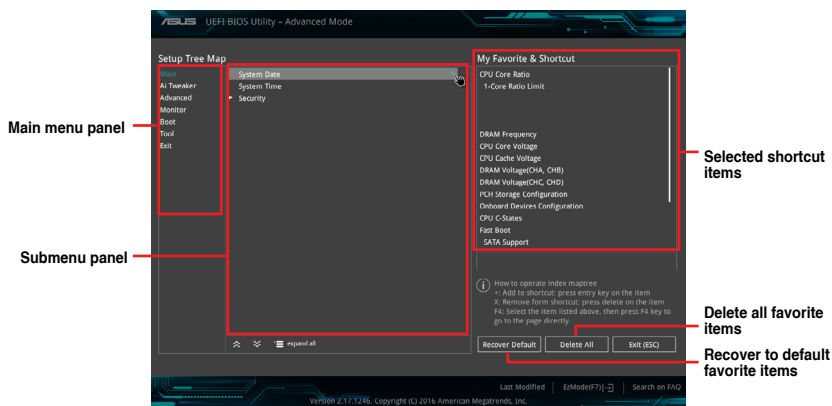 ASUS UEFI BIOS Utility – Advanced Mode
Setup Tree Map
Main
Ai Tweaker
Advanced
Monitor
Boot
Tool
Exit
System Date
System Time
Security
expand all
My Favorite & Shortcut
CPU Core Ratio
1-Core Ratio Limit
DRAM Frequency
CPU Core Voltage
CPU Cache Voltage
DRAM Voltage(CHA, CHB)
DRAM Voltage(CHC, CHD)
PCH Storage Configuration
Onboard Devices Configuration
CPU C-States
Fast Boot
SATA Support
How to operate index maptree
+: Add to shortcut: press entry key on the item
X: Remove form shortcut: press delete on the item
F4: Select the item listed above, then press F4 key to
go to the page directly.
Recover Default
Delete All
Exit (ESC)
Last Modified
EzMode(F7)
Search on FAQ
Version 2.17.1246. Copyright (C) 2016 American Megatrends, Inc.
Main menu panel
Submenu panel
Selected shortcut
items
Delete all favorite
items
Recover to default
favorite items